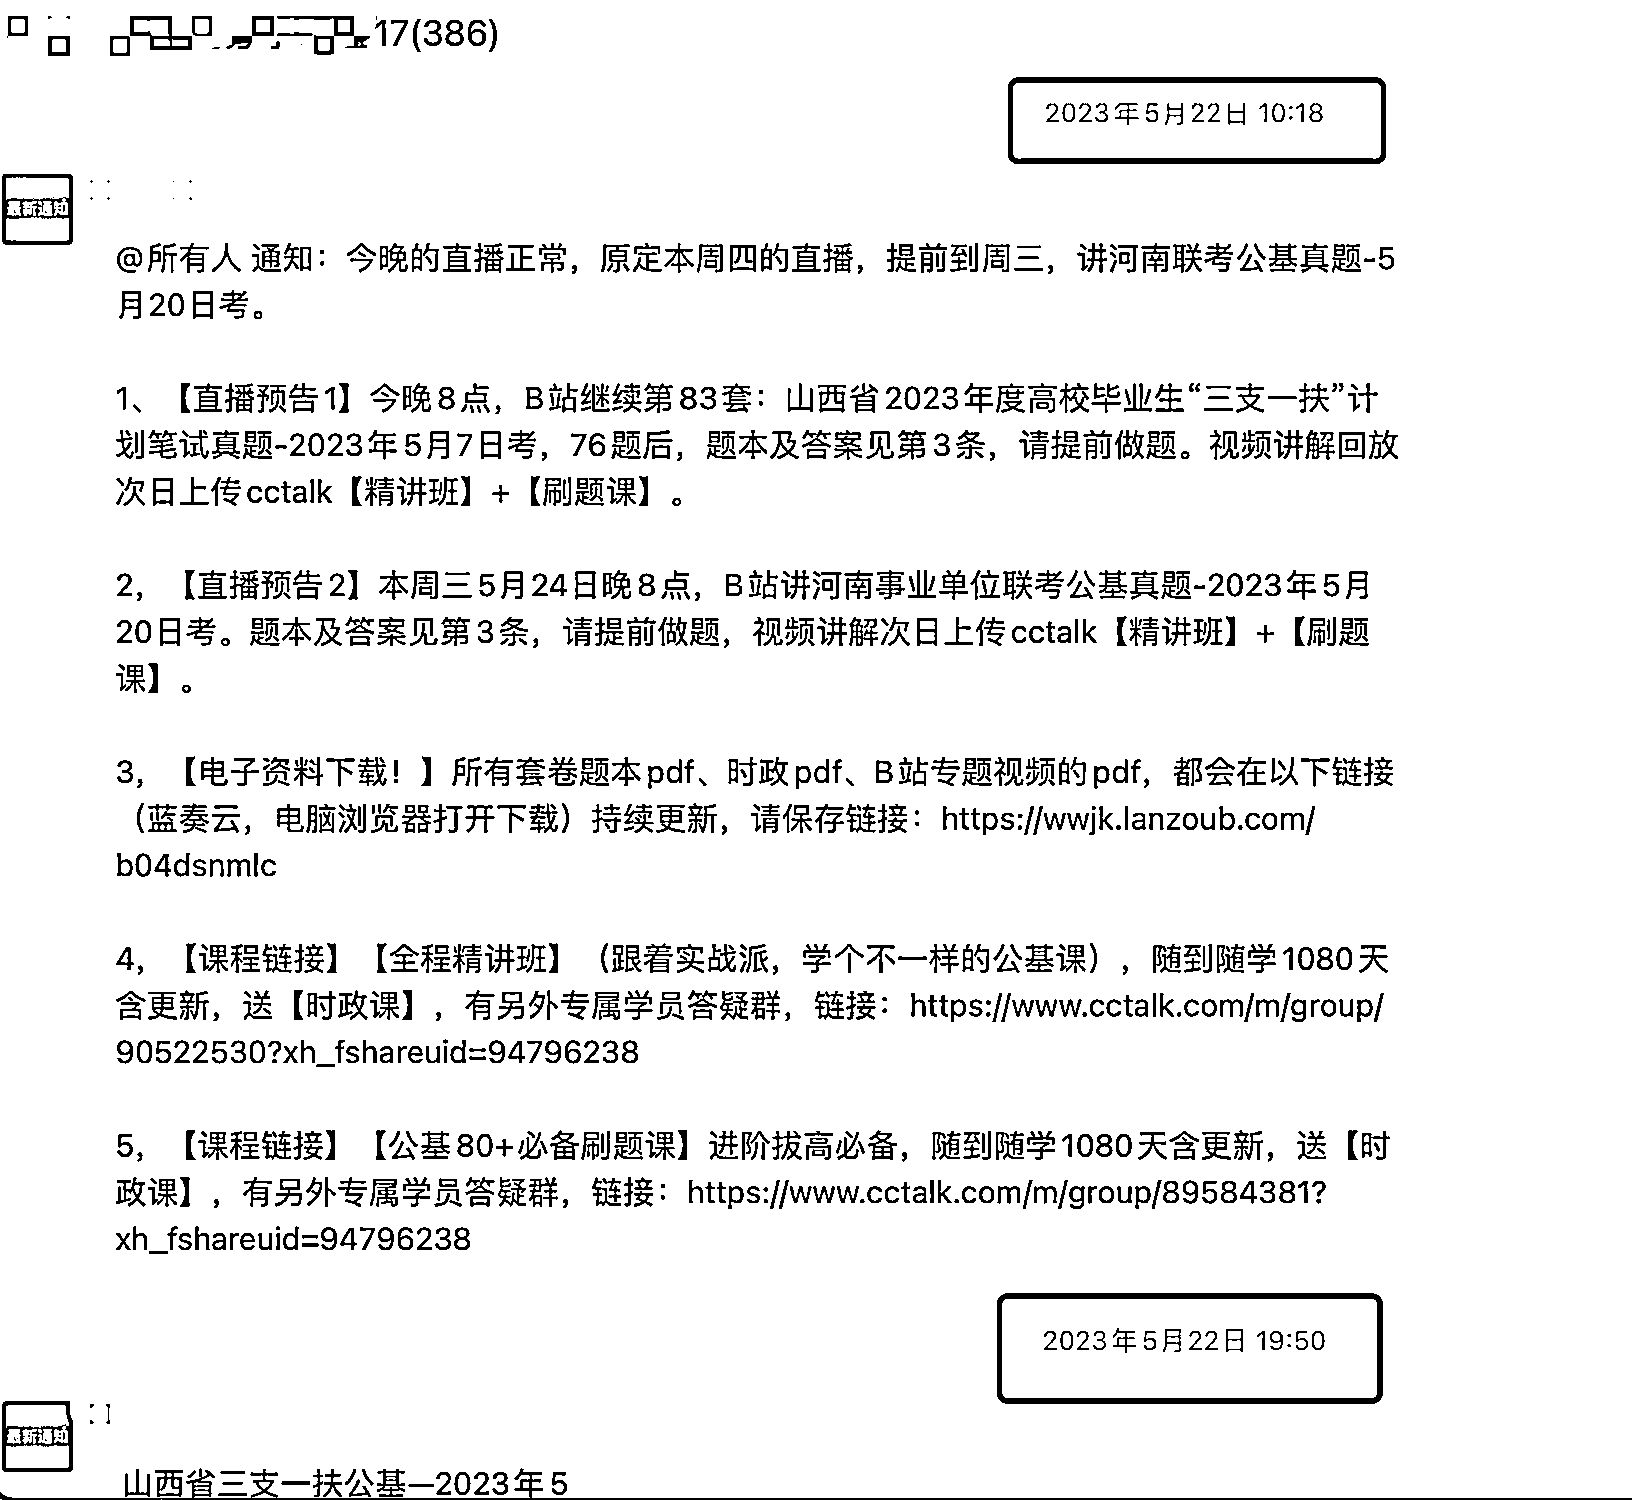 17(386)
2023年5月22日 10:18
最新通知
@所有人 通知：今晚的直播正常，原定本周四的直播，提前到周三，讲河南联考公基真题-5
月20日考。
1、【直播预告1】今晚8点，B站继续第83套：山西省2023年度高校毕业生“三支一扶”计
划笔试真题-2023年5月7日考，76题后，题本及答案见第3条，请提前做题。视频讲解回放
次日上传cctalk【精讲班】+【刷题课】。
2，【直播预告2】本周三5月24日晚8点，B站讲河南事业单位联考公基真题-2023年5月
20日考。题本及答案见第3条，请提前做题，视频讲解次日上传cctalk【精讲班】+【刷题
课】。
3，【电子资料下载！】所有套卷题本pdf、时政pdf、B站专题视频的pdf，都会在以下链接
（蓝奏云，电脑浏览器打开下载）持续更新，请保存链接：https://wwjk.lanzoub.com/
b04dsnmlc
4，【课程链接】【全程精讲班】（跟着实战派，学个不一样的公基课），随到随学1080天
含更新，送【时政课】，有另外专属学员答疑群，链接：https://www.cctalk.com/m/group/
90522530?xh_fshareuid=94796238
5，【课程链接】【公基80+必备刷题课】进阶拔高必备，随到随学1080天含更新，送【时
政课】，有另外专属学员答疑群，链接：https://www.cctalk.com/m/group/89584381?
xh_fshareuid=94796238
2023年5月22日 19:50
最新通知
山西省三支一扶公基—2023年5